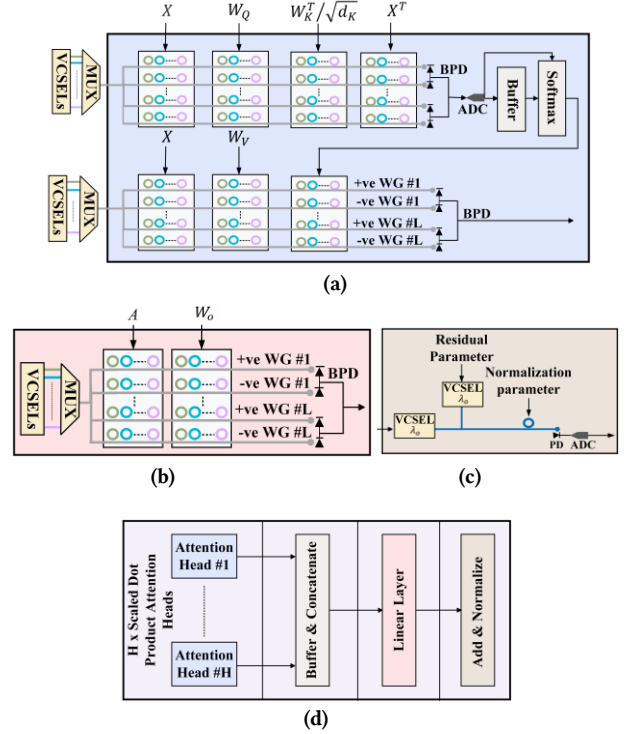 X W_Q W_K^T/√d_K X^T
VCSELs
MUX
BPD
ADC
Buffer
Softmax
X W_V
VCSELs
MUX
+ve WG #1
-ve WG #1
+ve WG #L
-ve WG #L
BPD
(a)
A W_o
VCSELs
MUX
+ve WG #1
-ve WG #1
+ve WG #L
-ve WG #L
BPD
(b)
Residual
Parameter
Normalization
parameter
VCSEL
λ_o
VCSEL
λ_o
PD
ADC
(c)
H x Scaled Dot
Product Attention
Heads
Attention
Head #1
Attention
Head #H
Buffer & Concatenate
Linear Layer
Add & Normalize
(d)